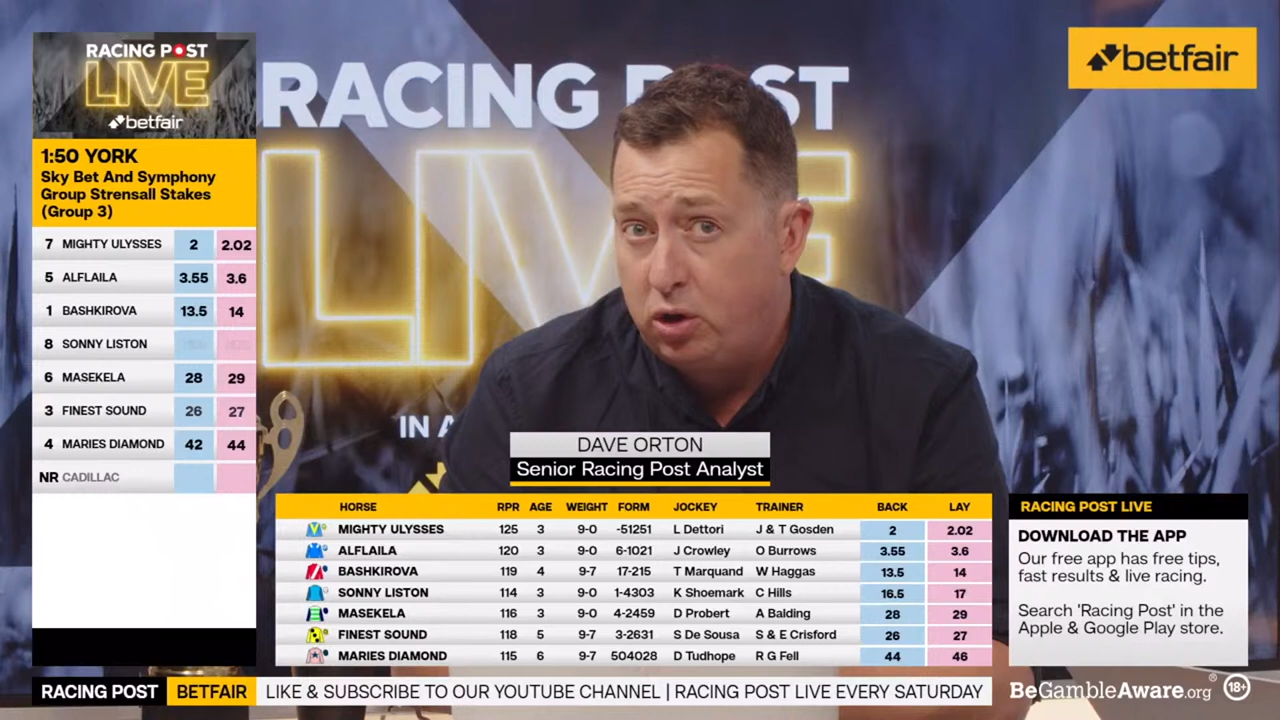 RACING POST
LIVE
betfair
1:50 YORK
Sky Bet And Symphony
Group Strensall Stakes
(Group 3)
7 MIGHTY ULYSSES 2 2.02
5 ALFLAILA 3.55 3.6
1 BASHKIROVA 13.5 14
8 SONNY LISTON
6 MASEKELA 28 29
3 FINEST SOUND 26 27
4 MARIES DIAMOND 42 44
NR CADILLAC
RACING POST
LIVE
IN A
betfair
DAVE ORTON
Senior Racing Post Analyst
HORSE RPR AGE WEIGHT FORM JOCKEY TRAINER BACK LAY
MIGHTY ULYSSES 125 3 9-0 -51251 L Dettori J & T Gosden 2 2.02
ALFLAILA 120 3 9-0 6-1021 J Crowley O Burrows 3.55 3.6
BASHKIROVA 119 4 9-7 17-215 T Marquand W Haggas 13.5 14
SONNY LISTON 114 3 9-0 1-4303 K Shoemark C Hills 16.5 17
MASEKELA 116 3 9-0 4-2459 D Probert A Balding 28 29
FINEST SOUND 118 5 9-7 3-2631 S De Sousa S & E Crisford 26 27
MARIES DIAMOND 115 6 9-7 504028 D Tudhope R G Fell 44 46
RACING POST LIVE
DOWNLOAD THE APP
Our free app has free tips,
fast results & live racing.
Search 'Racing Post' in the
Apple & Google Play store.
RACING POST BETFAIR LIKE & SUBSCRIBE TO OUR YOUTUBE CHANNEL | RACING POST LIVE EVERY SATURDAY
BeGambleAware.org® 18+